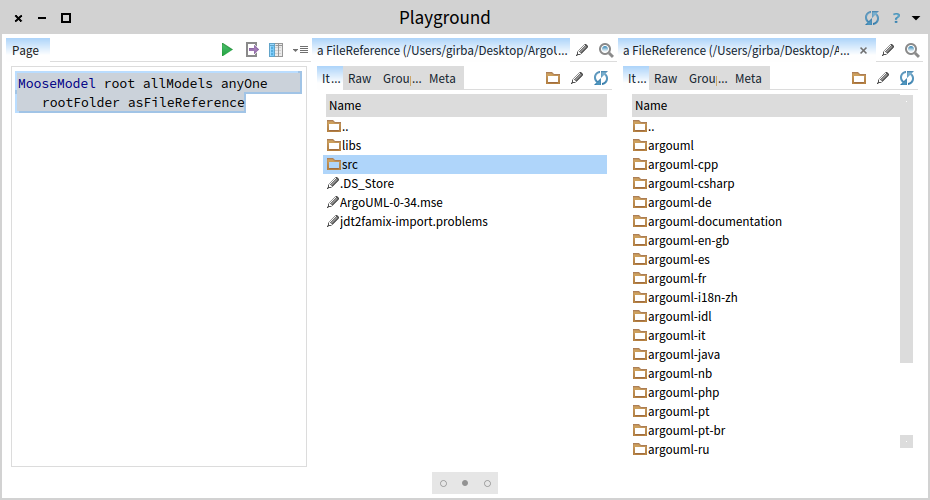 Playground
Page
MooseModel root allModels anyOne
rootFolder asFileReference
a FileReference (/Users/girba/Desktop/ArgoU...
It...
Raw
Grou...
Meta
Name
..
libs
src
.DS_Store
ArgoUML-0-34.mse
jdt2famix-import.problems
a FileReference (/Users/girba/Desktop/A...
It...
Raw
Grou...
Meta
Name
..
argouml
argouml-cpp
argouml-csharp
argouml-de
argouml-documentation
argouml-en-gb
argouml-es
argouml-fr
argouml-i18n-zh
argouml-idl
argouml-it
argouml-java
argouml-nb
argouml-php
argouml-pt
argouml-pt-br
argouml-ru